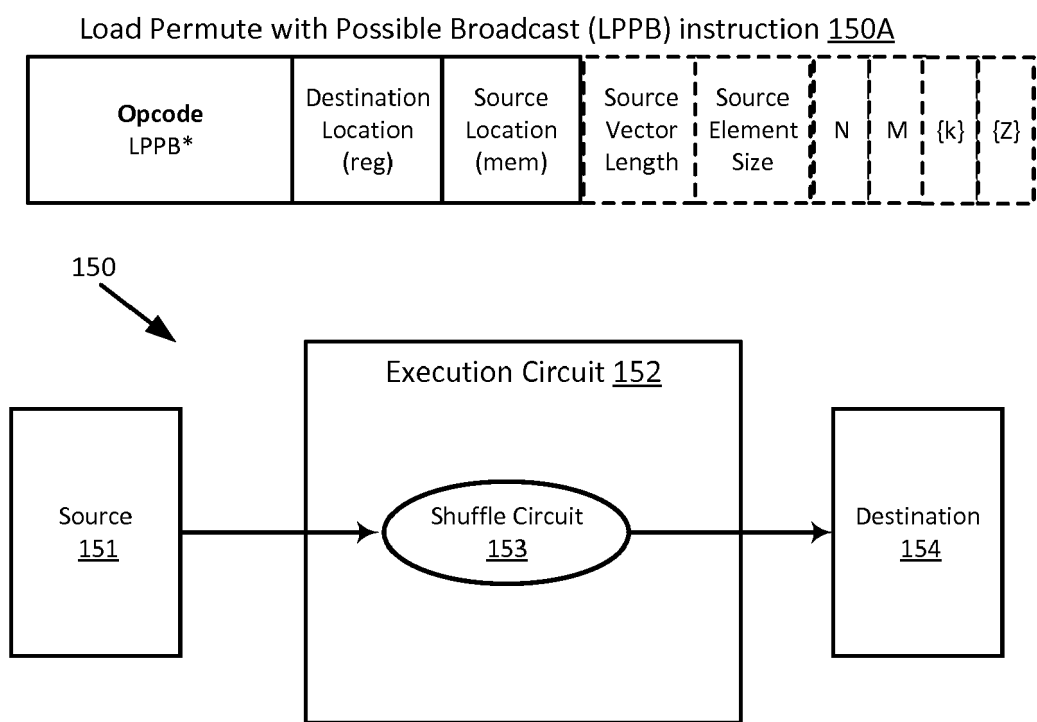 Load Permute with Possible Broadcast (LPPB) instruction 150A
Opcode
LPPB*
Destination
Location
(reg)
Source
Location
(mem)
Source
Vector
Length
Source
Element
Size
N
M
{k}
{Z}
150
Execution Circuit 152
Source
151
Shuffle Circuit
153
Destination
154